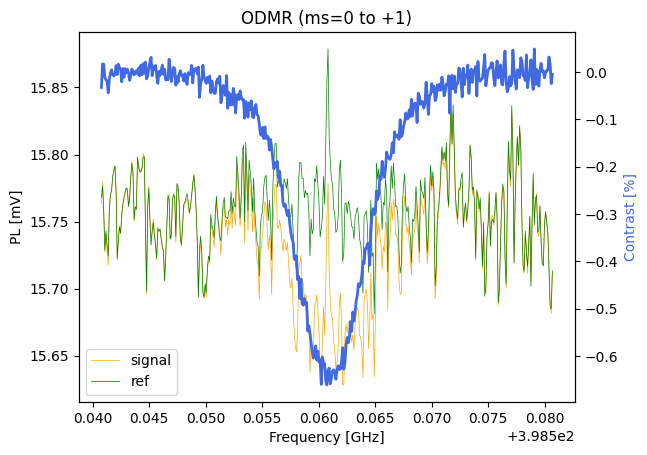 ODMR (ms=0 to +1)
PL [mV]
15.85
15.80
15.75
15.70
15.65
0.0
−0.1
−0.2
−0.3
−0.4
−0.5
−0.6
Contrast [%]
signal
ref
0.040 0.045 0.050 0.055 0.060 0.065 0.070 0.075 0.080
Frequency [GHz] +3.985e2